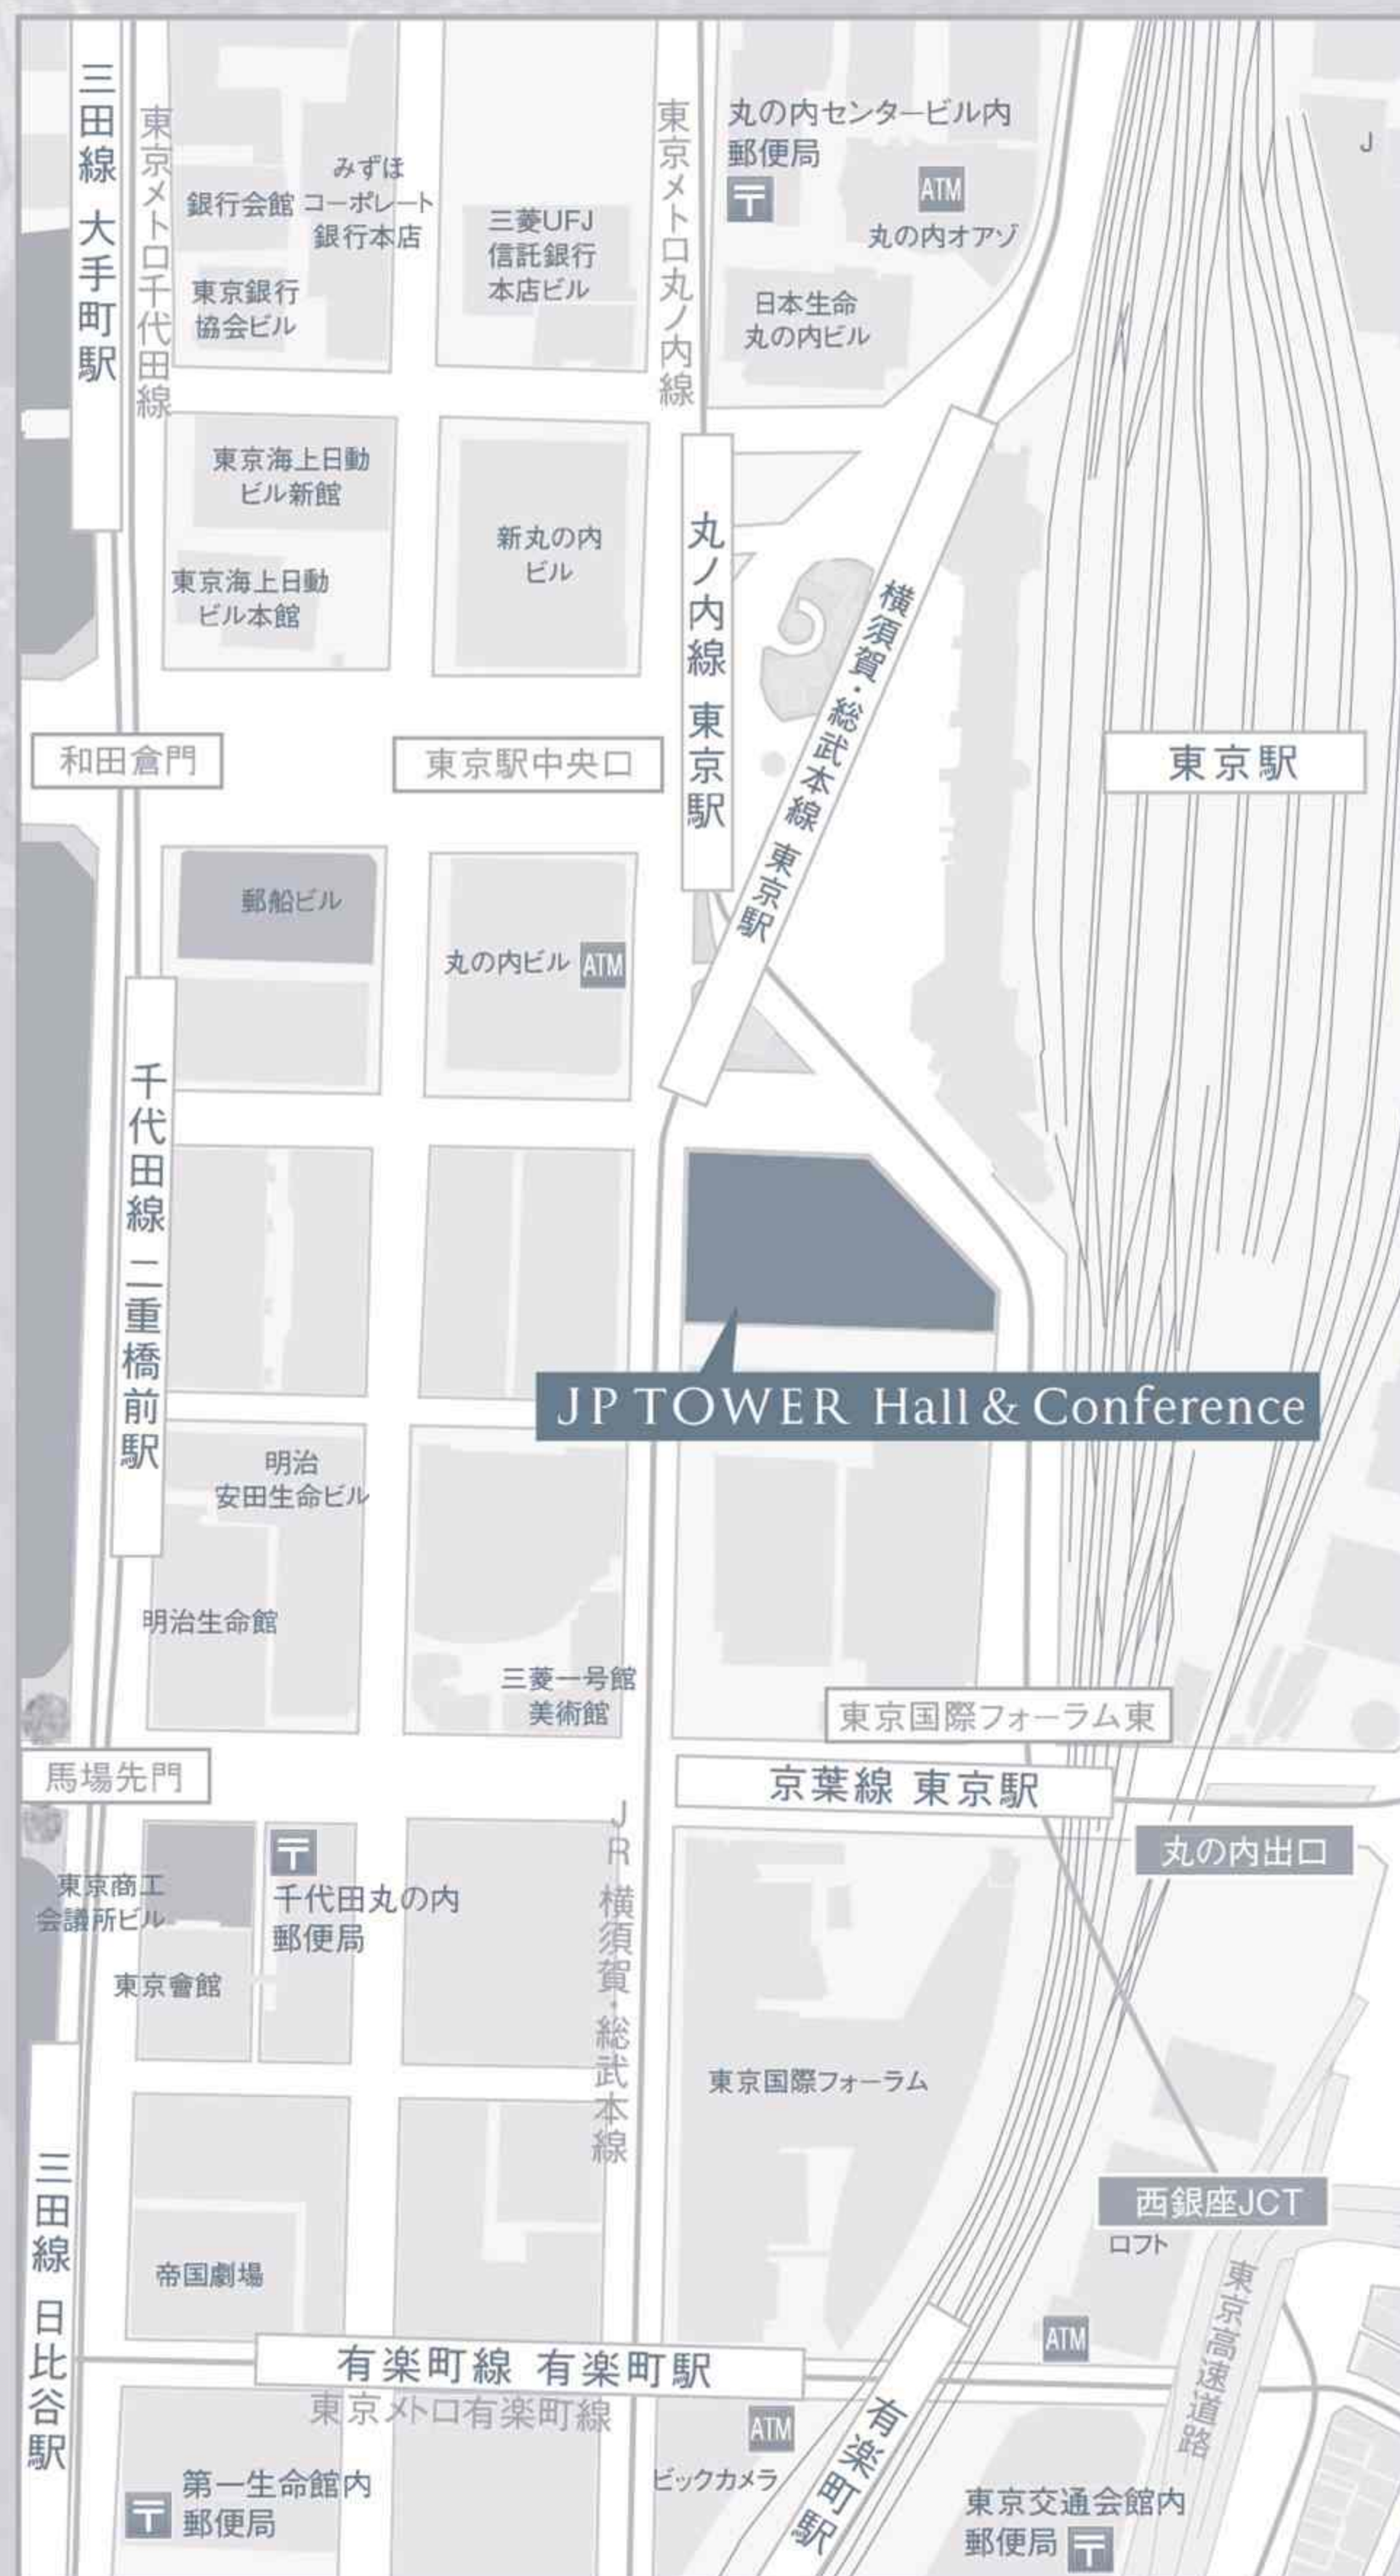 三田線 大手町駅
東京メトロ千代田線
銀行会館
みずほ
コーポレート
銀行本店
東京銀行
協会ビル
三菱UFJ
信託銀行
本店ビル
東京メトロ丸ノ内線
丸の内センタービル内
郵便局
〒
ATM
丸の内オアゾ
日本生命
丸の内ビル
J
東京海上日動
ビル新館
東京海上日動
ビル本館
新丸の内
ビル
丸ノ内線 東京駅
横須賀・総武本線 東京駅
和田倉門
東京駅中央口
東京駅
郵船ビル
丸の内ビル
ATM
千代田線 二重橋前駅
JP TOWER Hall & Conference
明治
安田生命ビル
明治生命館
三菱一号館
美術館
東京国際フォーラム東
馬場先門
京葉線 東京駅
丸の内出口
JR 横須賀・総武本線
東京商工
会議所ビル
〒
千代田丸の内
郵便局
東京會館
東京国際フォーラム
三田線 日比谷駅
帝国劇場
西銀座JCT
ロフト
東京高速道路
ATM
有楽町線 有楽町駅
東京メトロ有楽町線
ATM
ビックカメラ
有楽町駅
〒
第一生命館内
郵便局
東京交通会館内
郵便局 〒